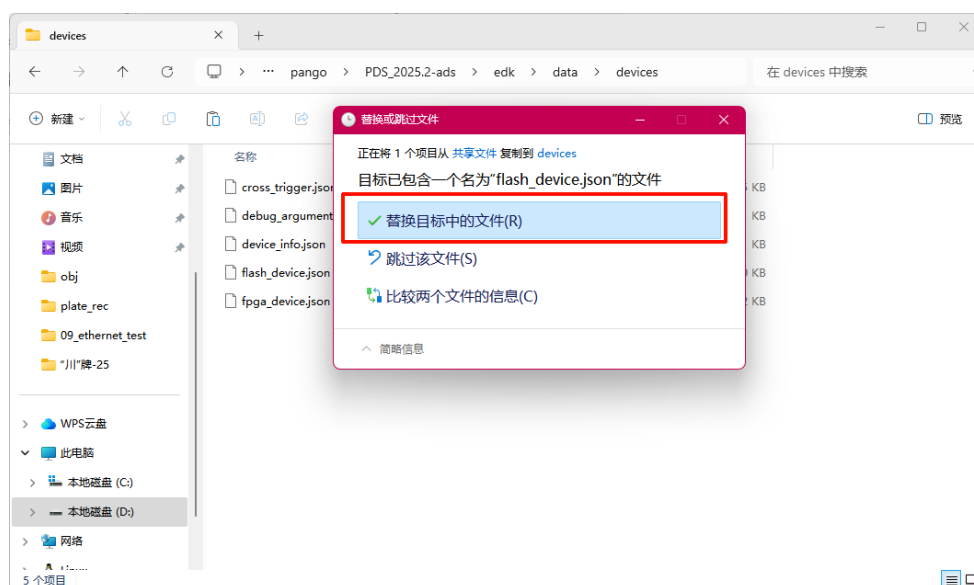 devices
… pango > PDS_2025.2-ads > edk > data > devices
在 devices 中搜索
新建
预览
文档
图片
音乐
视频
obj
plate_rec
09_ethernet_test
“川”牌-25
WPS云盘
此电脑
本地磁盘 (C:)
本地磁盘 (D:)
网络
5 个项目
名称
cross_trigger.json
debug_argument
device_info.json
flash_device.json
fpga_device.json
KB
KB
KB
KB
KB
替换或跳过文件
正在将 1 个项目从 共享文件 复制到 devices
目标已包含一个名为“flash_device.json”的文件
替换目标中的文件(R)
跳过该文件(S)
比较两个文件的信息(C)
简略信息